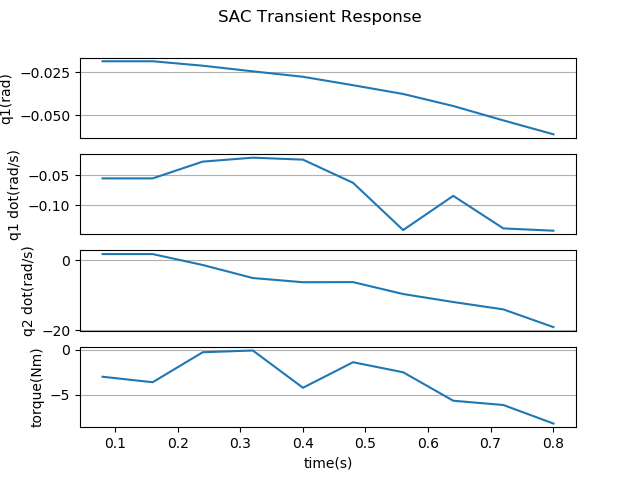 SAC Transient Response
q1(rad)
−0.025
−0.050
q1 dot(rad/s)
−0.05
−0.10
q2 dot(rad/s)
0
−20
torque(Nm)
0
−5
0.1 0.2 0.3 0.4 0.5 0.6 0.7 0.8
time(s)